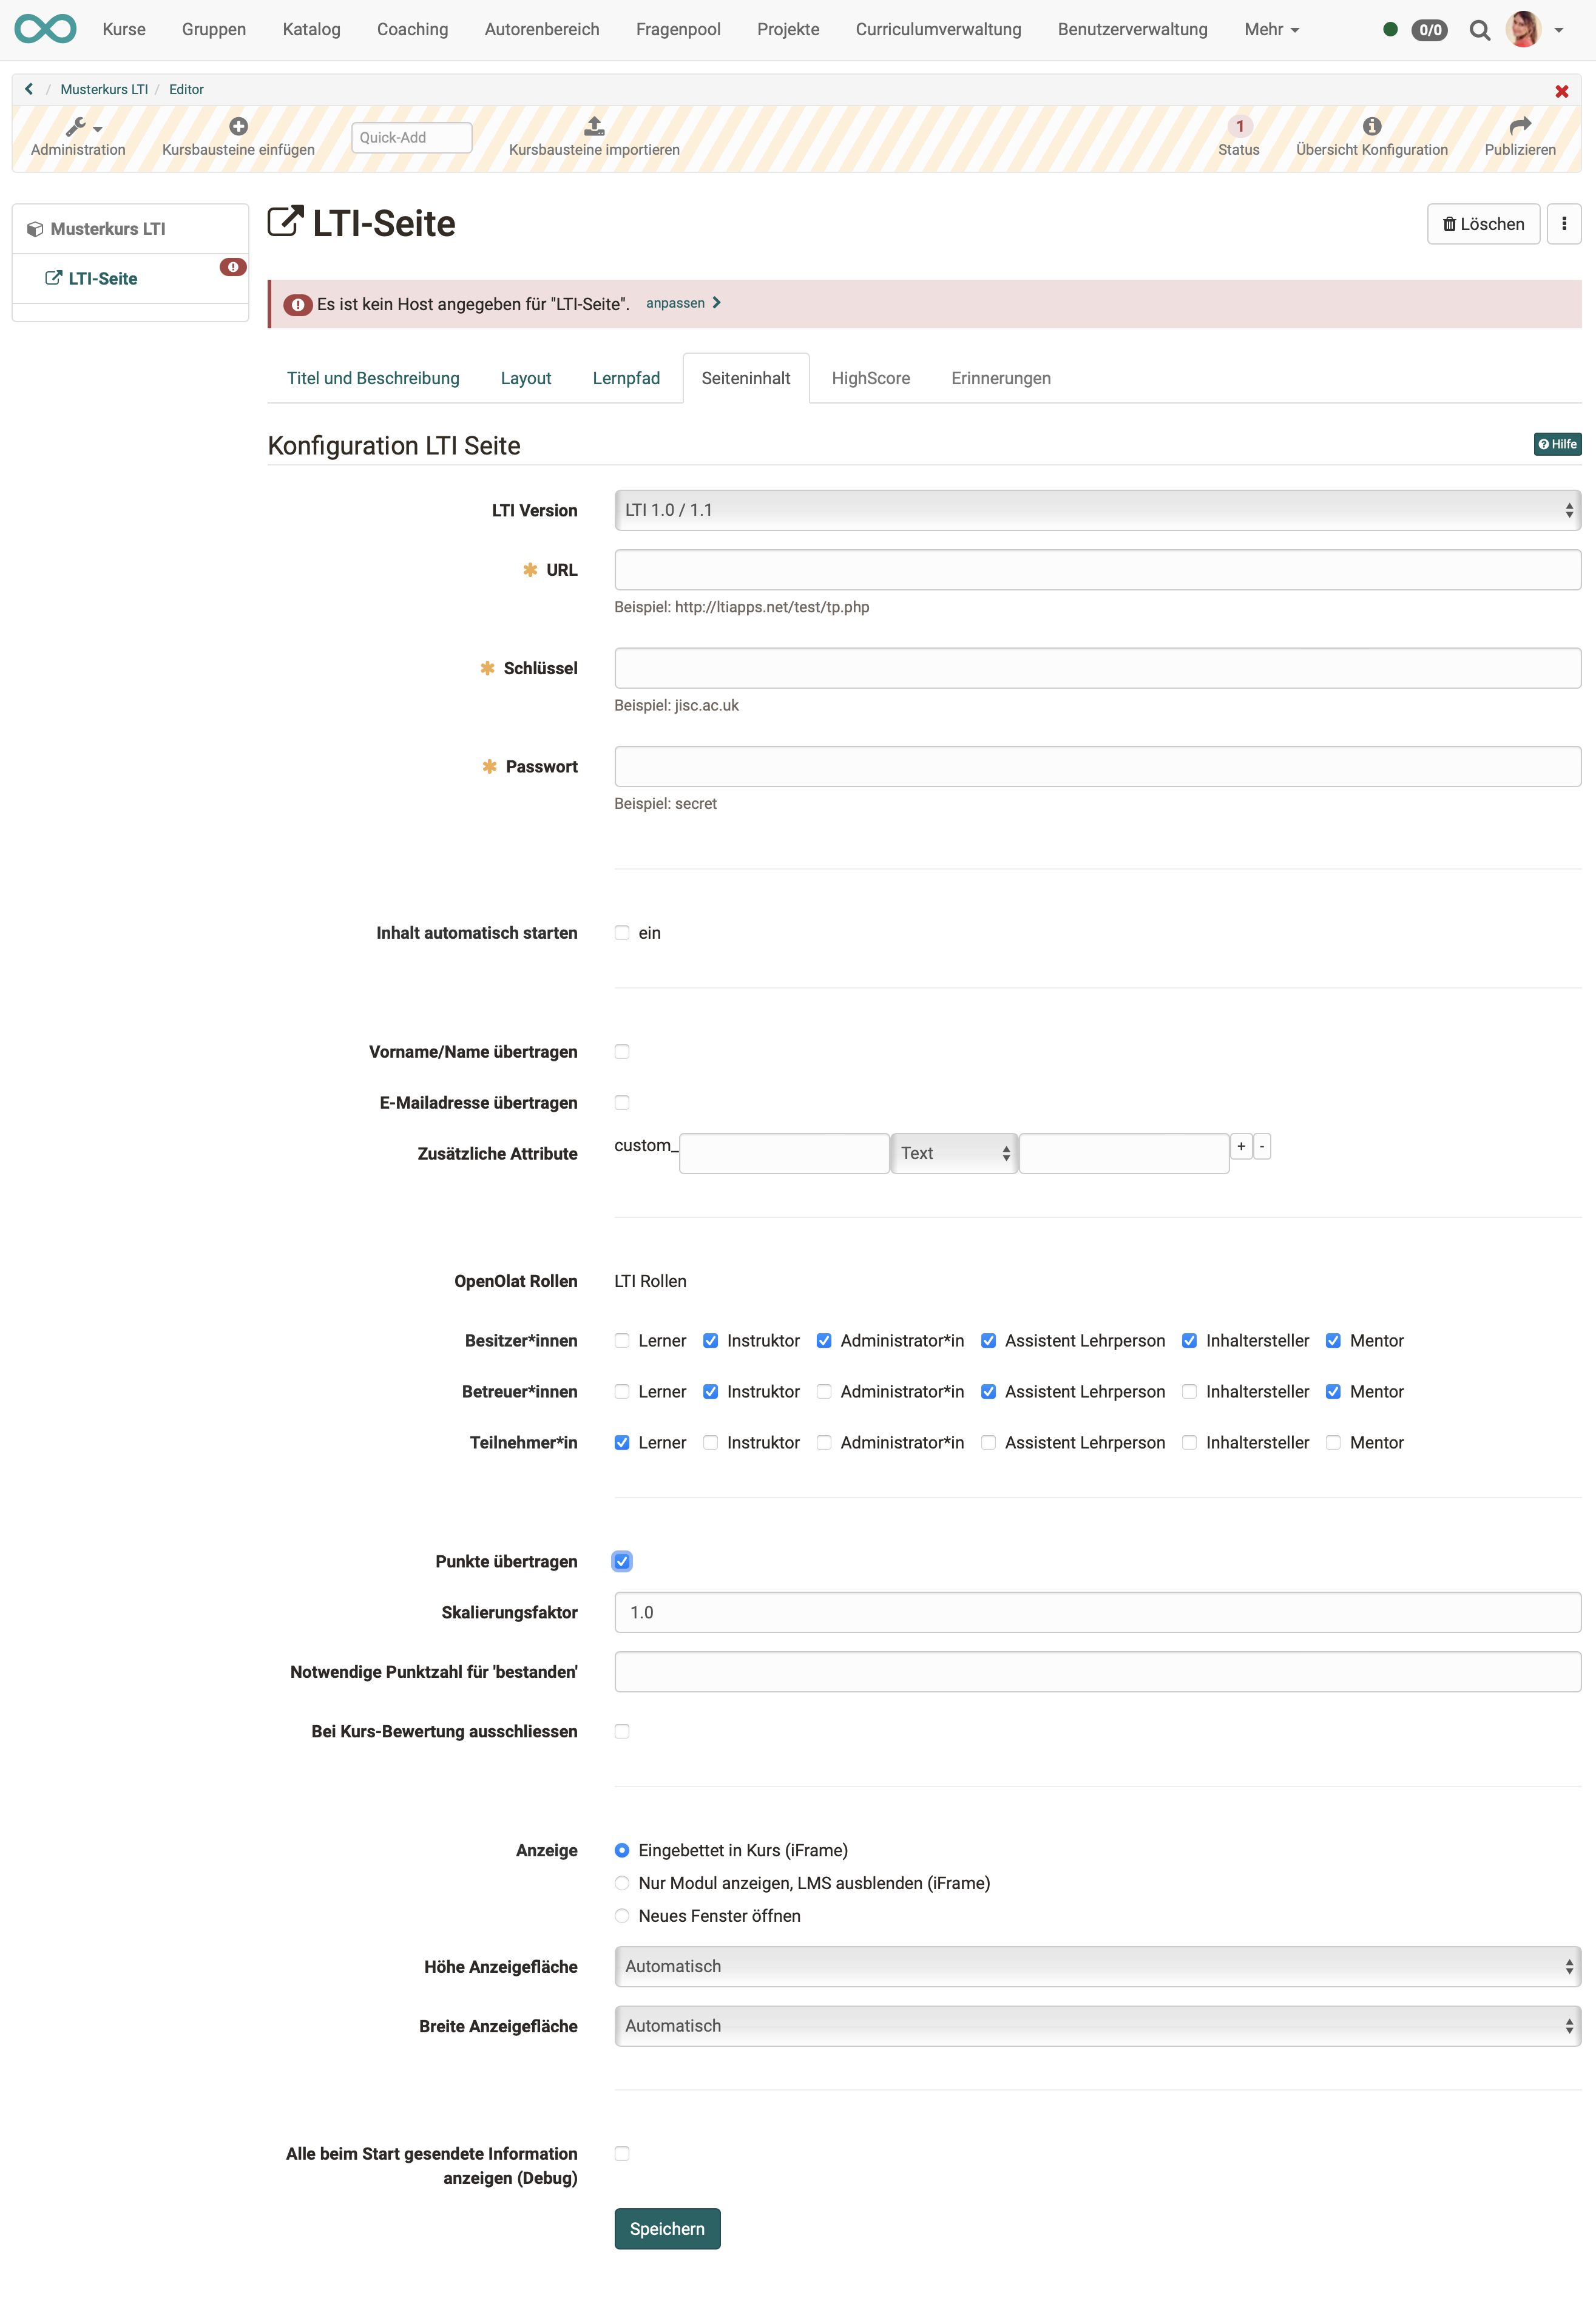 Kurse Gruppen Katalog Coaching Autorenbereich Fragenpool Projekte Curriculumverwaltung Benutzerverwaltung Mehr 0/0
/ Musterkurs LTI / Editor
Administration Kursbausteine einfügen Quick-Add Kursbausteine importieren 1 Status Übersicht Konfiguration Publizieren
Musterkurs LTI
LTI-Seite
LTI-Seite
Löschen
Es ist kein Host angegeben für "LTI-Seite". anpassen
Titel und Beschreibung Layout Lernpfad Seiteninhalt HighScore Erinnerungen
Konfiguration LTI Seite Hilfe
LTI Version LTI 1.0 / 1.1
URL
Beispiel: http://ltiapps.net/test/tp.php
Schlüssel
Beispiel: jisc.ac.uk
Passwort
Beispiel: secret
Inhalt automatisch starten ein
Vorname/Name übertragen
E-Mailadresse übertragen
Zusätzliche Attribute custom_ Text + -
OpenOlat Rollen LTI Rollen
Besitzer*innen Lerner Instruktor Administrator*in Assistent Lehrperson Inhaltersteller Mentor
Betreuer*innen Lerner Instruktor Administrator*in Assistent Lehrperson Inhaltersteller Mentor
Teilnehmer*in Lerner Instruktor Administrator*in Assistent Lehrperson Inhaltersteller Mentor
Punkte übertragen
Skalierungsfaktor 1.0
Notwendige Punktzahl für 'bestanden'
Bei Kurs-Bewertung ausschliessen
Anzeige Eingebettet in Kurs (iFrame)
Nur Modul anzeigen, LMS ausblenden (iFrame)
Neues Fenster öffnen
Höhe Anzeigefläche Automatisch
Breite Anzeigefläche Automatisch
Alle beim Start gesendete Information
anzeigen (Debug)
Speichern